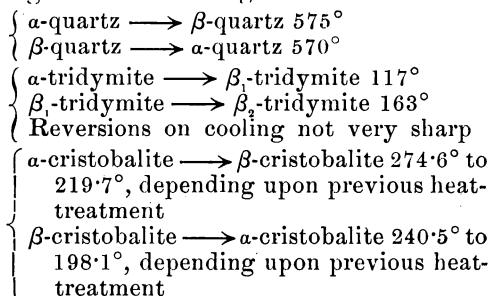 α-quartz ⟶ β-quartz 575°
β-quartz ⟶ α-quartz 570°
α-tridymite ⟶ β₁-tridymite 117°
β₁-tridymite ⟶ β₂-tridymite 163°
Reversions on cooling not very sharp
α-cristobalite ⟶ β-cristobalite 274·6° to
219·7°, depending upon previous heat-
treatment
β-cristobalite ⟶ α-cristobalite 240·5° to
198·1°, depending upon previous heat-
treatment